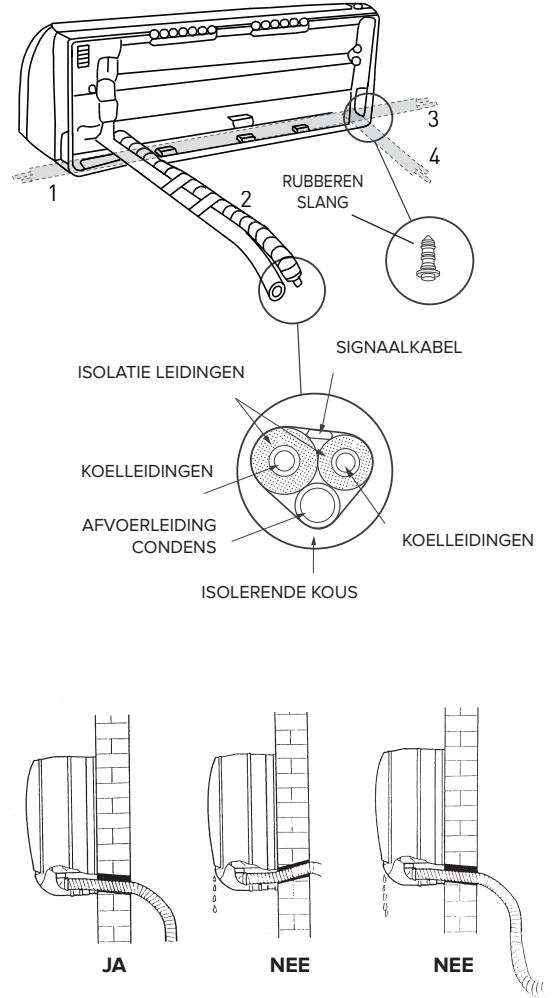 3
4
1
2
RUBBEREN
SLANG
SIGNAALKABEL
ISOLATIE LEIDINGEN
KOELLEIDINGEN
AFVOERLEIDING
CONDENS
KOELLEIDINGEN
ISOLERENDE KOUS
JA
NEE
NEE